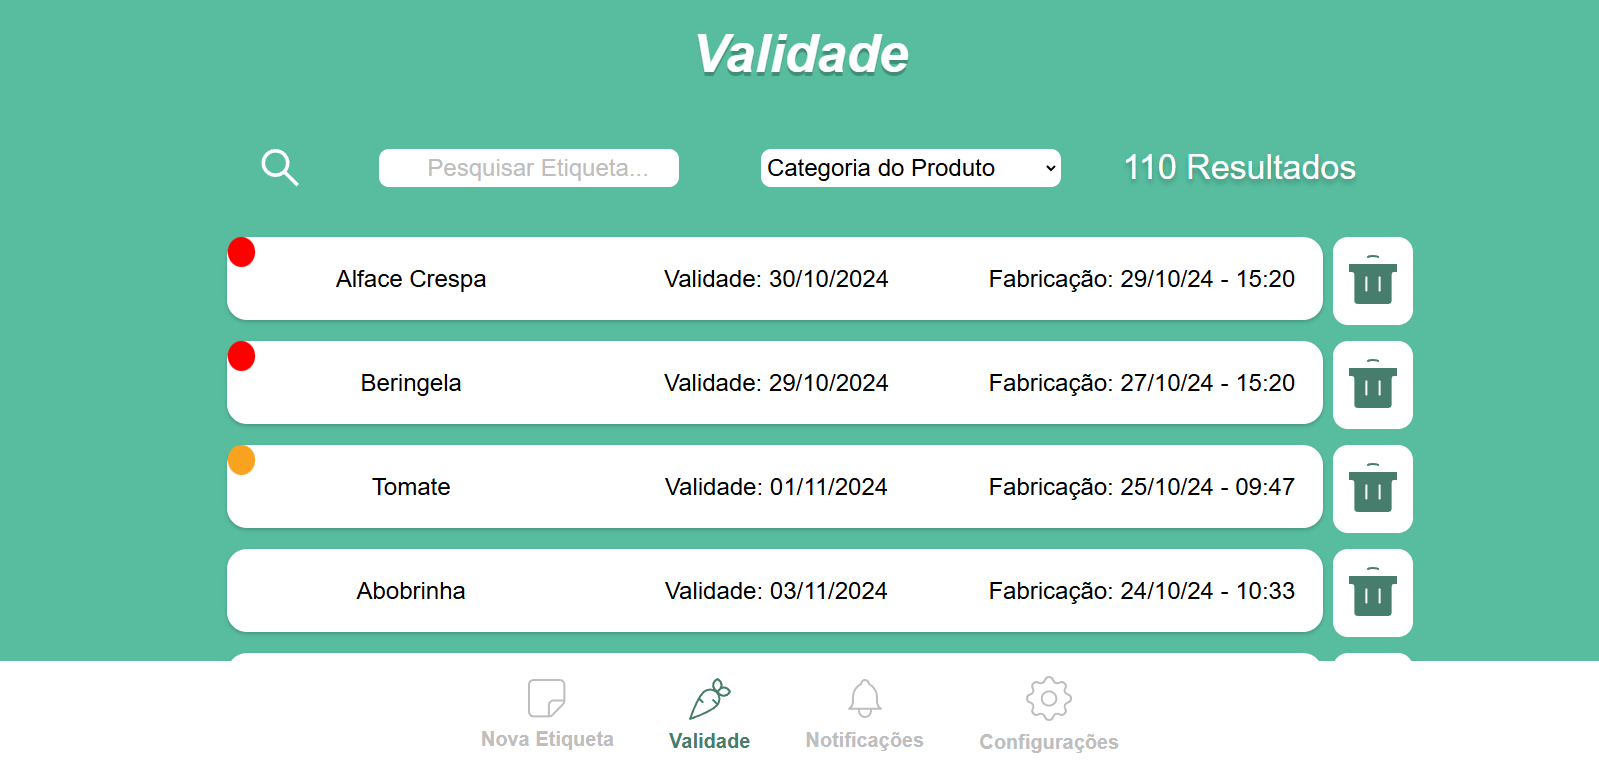 Validade
Pesquisar Etiqueta...
Categoria do Produto
110 Resultados
Alface Crespa Validade: 30/10/2024 Fabricação: 29/10/24 - 15:20
Beringela Validade: 29/10/2024 Fabricação: 27/10/24 - 15:20
Tomate Validade: 01/11/2024 Fabricação: 25/10/24 - 09:47
Abobrinha Validade: 03/11/2024 Fabricação: 24/10/24 - 10:33
Nova Etiqueta
Validade
Notificações
Configurações